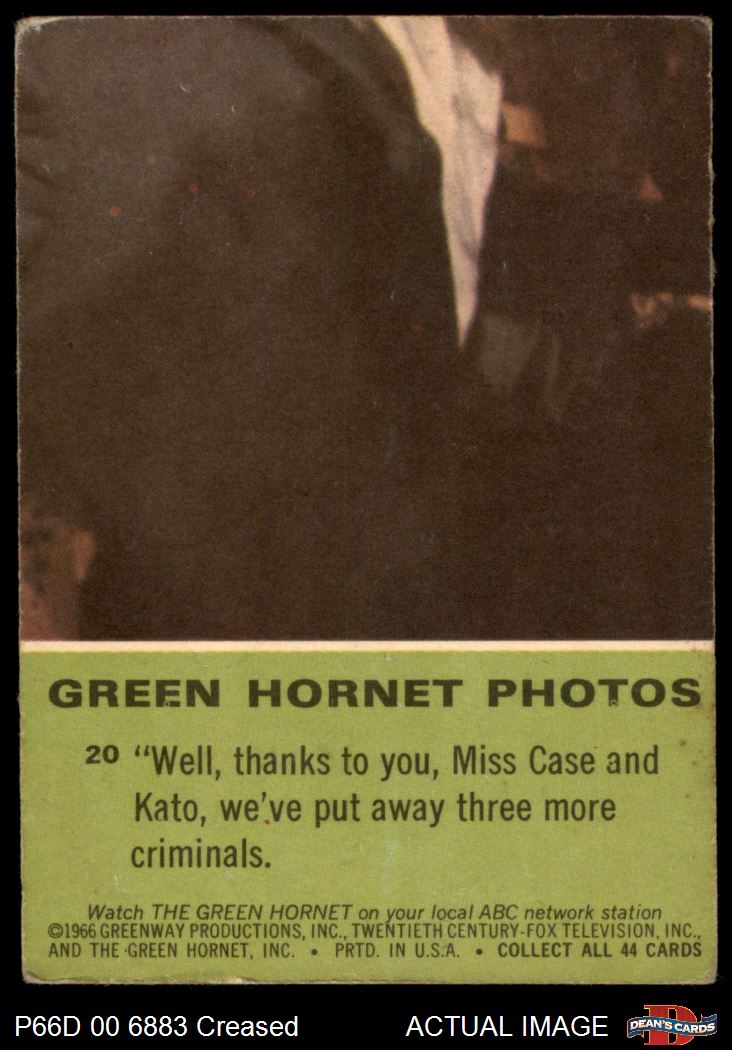 GREEN HORNET PHOTOS
20 “Well, thanks to you, Miss Case and
Kato, we’ve put away three more
criminals.
Watch THE GREEN HORNET on your local ABC network station
©1966 GREENWAY PRODUCTIONS, INC., TWENTIETH CENTURY-FOX TELEVISION, INC.,
AND THE GREEN HORNET, INC. • PRTD. IN U.S.A. • COLLECT ALL 44 CARDS
P66D 00 6883 Creased ACTUAL IMAGE DEAN'S CARDS